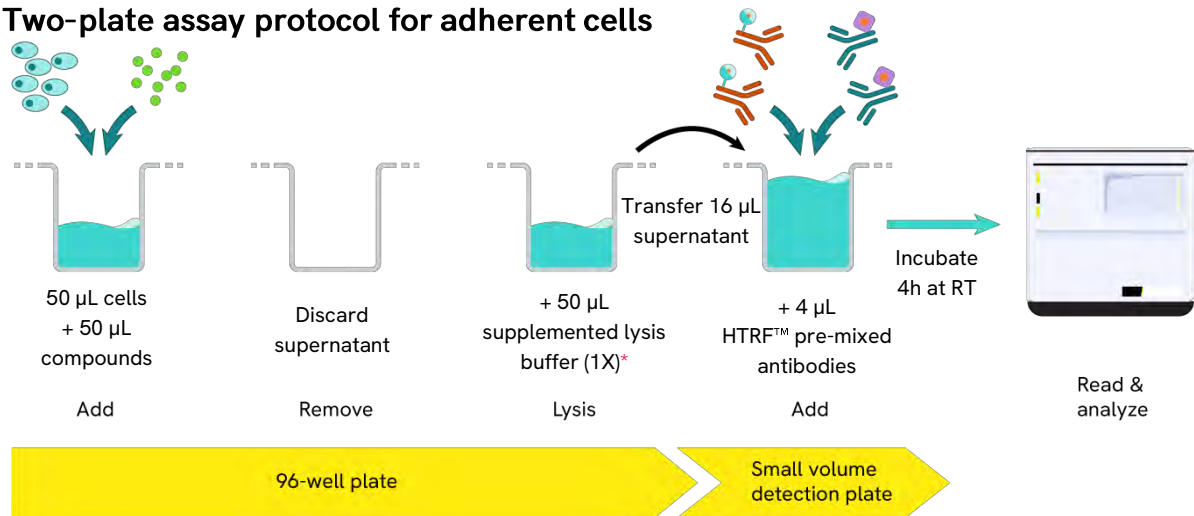 Two-plate assay protocol for adherent cells
50 µL cells
+ 50 µL
compounds
Add
Discard
supernatant
Remove
+ 50 µL
supplemented lysis
buffer (1X)*
Lysis
Transfer 16 µL
supernatant
+ 4 µL
HTRF™ pre-mixed
antibodies
Add
Incubate
4h at RT
Read &
analyze
96-well plate
Small volume
detection plate